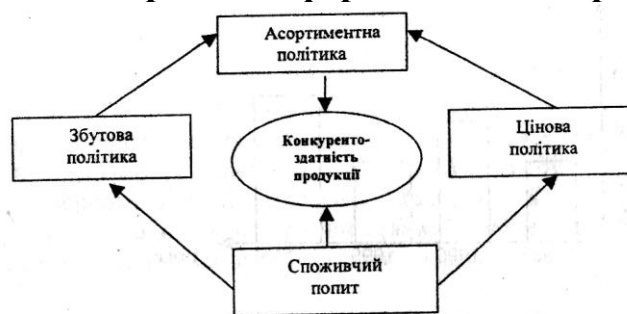 Асортиментна
політика
Збутова
політика
Конкуренто-
здатність
продукції
Цінова
політика
Споживчий
попит